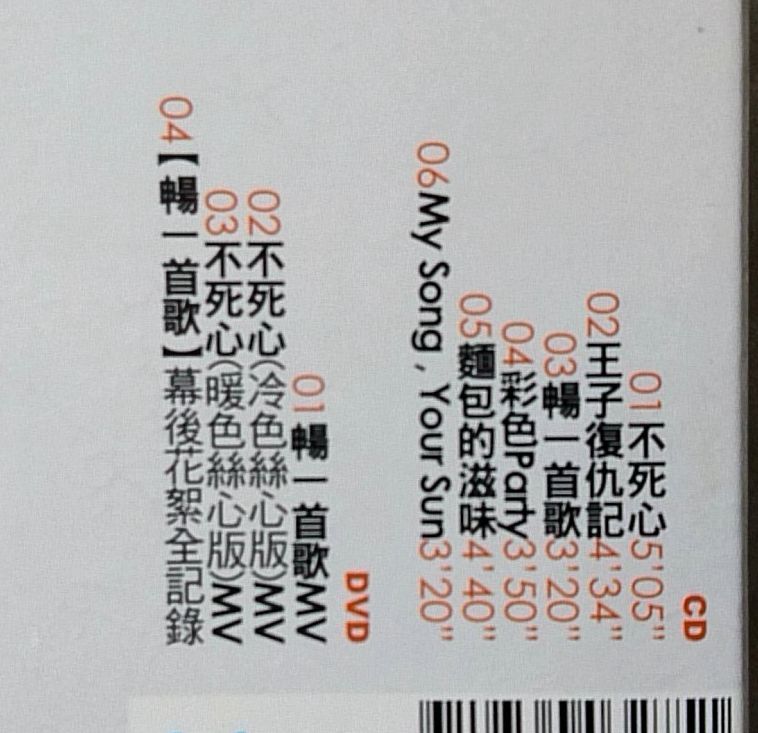 CD
01不死心5'05"
02王子復仇記4'34"
03暢一首歌3'20"
04彩色Party3'50"
05麵包的滋味4'40"
06My Song , Your Sun3'20"
DVD
01暢一首歌MV
02不死心(冷色絲心版)MV
03不死心(暖色絲心版)MV
04【暢一首歌】幕後花絮全記錄